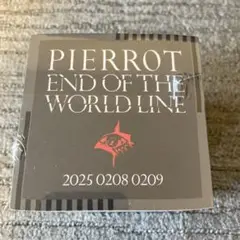 PIERROT
END OF THE
WORLD LINE
2025 0208 0209